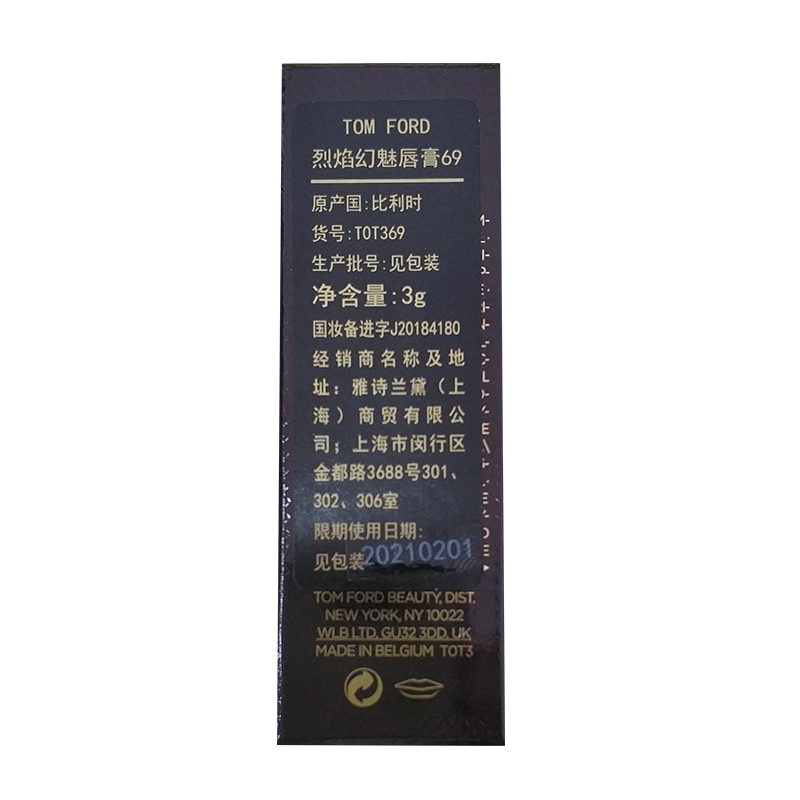 TOM FORD
烈焰幻魅唇膏69
原产国:比利时
货号:T0T369
生产批号:见包装
净含量:3g
国妆备进字J20184180
经销商名称及地
址：雅诗兰黛（上
海）商贸有限公
司；上海市闵行区
金都路3688号301、
302、306室
限期使用日期:
见包装20210201
TOM FORD BEAUTY, DIST.
NEW YORK, NY 10022
WLB LTD. GU32 3DD. UK
MADE IN BELGIUM T0T3